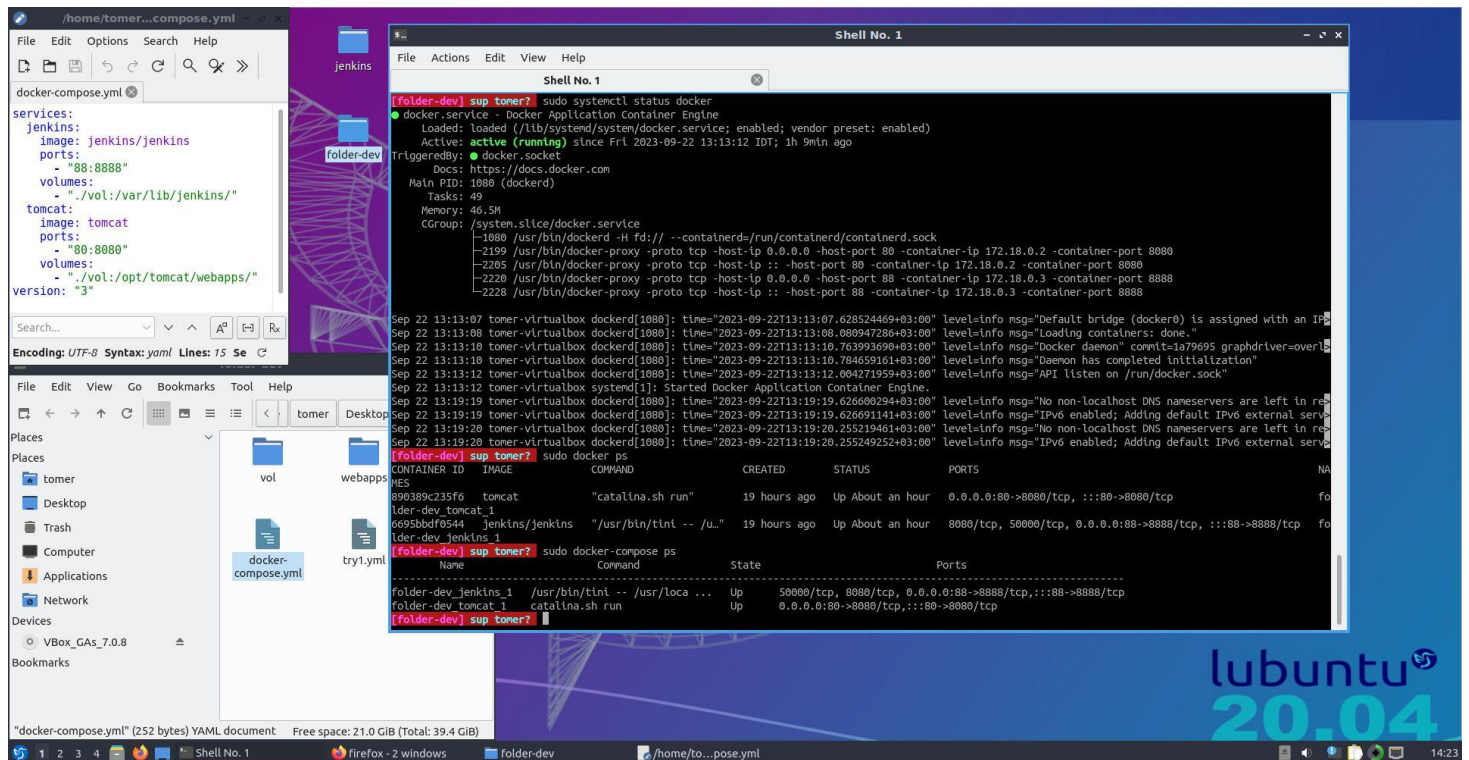 /home/tomer...compose.yml
File Edit Options Search Help
docker-compose.yml
services:
  jenkins:
    image: jenkins/jenkins
    ports:
      - "88:8888"
    volumes:
      - "./vol:/var/lib/jenkins/"
  tomcat:
    image: tomcat
    ports:
      - "80:8080"
    volumes:
      - "./vol:/opt/tomcat/webapps/"
version: "3"
Search...
Encoding: UTF-8 Syntax: yaml Lines: 15 Se
jenkins
folder-dev
Shell No. 1
File Actions Edit View Help
Shell No. 1
[folder-dev] sup tomer? sudo systemctl status docker
● docker.service - Docker Application Container Engine
Loaded: loaded (/lib/systemd/system/docker.service; enabled; vendor preset: enabled)
Active: active (running) since Fri 2023-09-22 13:13:12 IDT; 1h 9min ago
TriggeredBy: ● docker.socket
Docs: https://docs.docker.com
Main PID: 1080 (dockerd)
Tasks: 49
Memory: 46.5M
CGroup: /system.slice/docker.service
├─1080 /usr/bin/dockerd -H fd:// --containerd=/run/containerd/containerd.sock
├─2199 /usr/bin/docker-proxy -proto tcp -host-ip 0.0.0.0 -host-port 80 -container-ip 172.18.0.2 -container-port 8080
├─2205 /usr/bin/docker-proxy -proto tcp -host-ip :: -host-port 80 -container-ip 172.18.0.2 -container-port 8080
├─2220 /usr/bin/docker-proxy -proto tcp -host-ip 0.0.0.0 -host-port 88 -container-ip 172.18.0.3 -container-port 8888
└─2228 /usr/bin/docker-proxy -proto tcp -host-ip :: -host-port 88 -container-ip 172.18.0.3 -container-port 8888
Sep 22 13:13:07 tomer-virtualbox dockerd[1080]: time="2023-09-22T13:13:07.628524469+03:00" level=info msg="Default bridge (docker0) is assigned with an IP>
Sep 22 13:13:08 tomer-virtualbox dockerd[1080]: time="2023-09-22T13:13:08.080947286+03:00" level=info msg="Loading containers: done."
Sep 22 13:13:10 tomer-virtualbox dockerd[1080]: time="2023-09-22T13:13:10.763993690+03:00" level=info msg="Docker daemon" commit=1a79695 graphdriver=overl>
Sep 22 13:13:10 tomer-virtualbox dockerd[1080]: time="2023-09-22T13:13:10.784659161+03:00" level=info msg="Daemon has completed initialization"
Sep 22 13:13:12 tomer-virtualbox dockerd[1080]: time="2023-09-22T13:13:12.004271959+03:00" level=info msg="API listen on /run/docker.sock"
Sep 22 13:13:12 tomer-virtualbox systemd[1]: Started Docker Application Container Engine.
Sep 22 13:19:19 tomer-virtualbox dockerd[1080]: time="2023-09-22T13:19:19.626600294+03:00" level=info msg="No non-localhost DNS nameservers are left in re>
Sep 22 13:19:19 tomer-virtualbox dockerd[1080]: time="2023-09-22T13:19:19.626691141+03:00" level=info msg="IPv6 enabled; Adding default IPv6 external serv>
Sep 22 13:19:20 tomer-virtualbox dockerd[1080]: time="2023-09-22T13:19:20.255219461+03:00" level=info msg="No non-localhost DNS nameservers are left in re>
Sep 22 13:19:20 tomer-virtualbox dockerd[1080]: time="2023-09-22T13:19:20.255249252+03:00" level=info msg="IPv6 enabled; Adding default IPv6 external serv>
[folder-dev] sup tomer? sudo docker ps
CONTAINER ID IMAGE COMMAND CREATED STATUS PORTS NA
MES
890389c235f6 tomcat "catalina.sh run" 19 hours ago Up About an hour 0.0.0.0:80->8080/tcp, :::80->8080/tcp fo
lder-dev_tomcat_1
6695bbdf0544 jenkins/jenkins "/usr/bin/tini -- /u…" 19 hours ago Up About an hour 8080/tcp, 50000/tcp, 0.0.0.0:88->8888/tcp, :::88->8888/tcp fo
lder-dev_jenkins_1
[folder-dev] sup tomer? sudo docker-compose ps
Name Command State Ports
folder-dev_jenkins_1 /usr/bin/tini -- /usr/loca ... Up 50000/tcp, 8080/tcp, 0.0.0.0:88->8888/tcp,:::88->8888/tcp
folder-dev_tomcat_1 catalina.sh run Up 0.0.0.0:80->8080/tcp,:::80->8080/tcp
[folder-dev] sup tomer?
File Edit View Go Bookmarks Tool Help
tomer Desktop
Places
Places
tomer
Desktop
Trash
Computer
Applications
Network
Devices
VBox_GAs_7.0.8
Bookmarks
vol
webapps
docker-
compose.yml
try1.yml
"docker-compose.yml" (252 bytes) YAML document Free space: 21.0 GiB (Total: 39.4 GiB)
lubuntu
20.04
1 2 3 4 Shell No. 1 firefox - 2 windows folder-dev /home/to...pose.yml 14:23